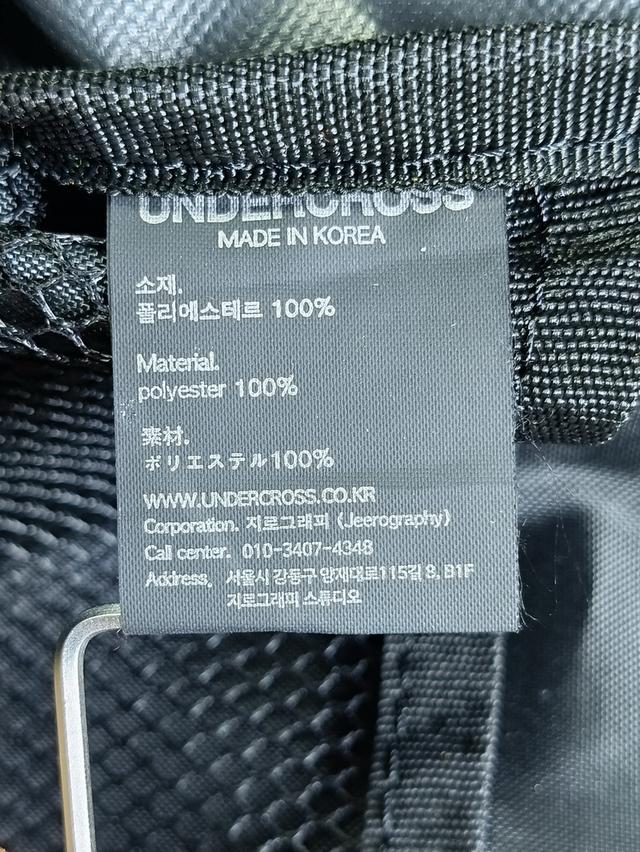 UNDERCROSS
MADE IN KOREA
소재.
폴리에스테르 100%
Material.
polyester 100%
素材.
ポリエステル100%
WWW.UNDERCROSS.CO.KR
Corporation. 지로그래피 (Jeerography)
Call center. 010-3407-4348
Address. 서울시 강동구 양재대로115길 8, B1F
지로그래피 스튜디오